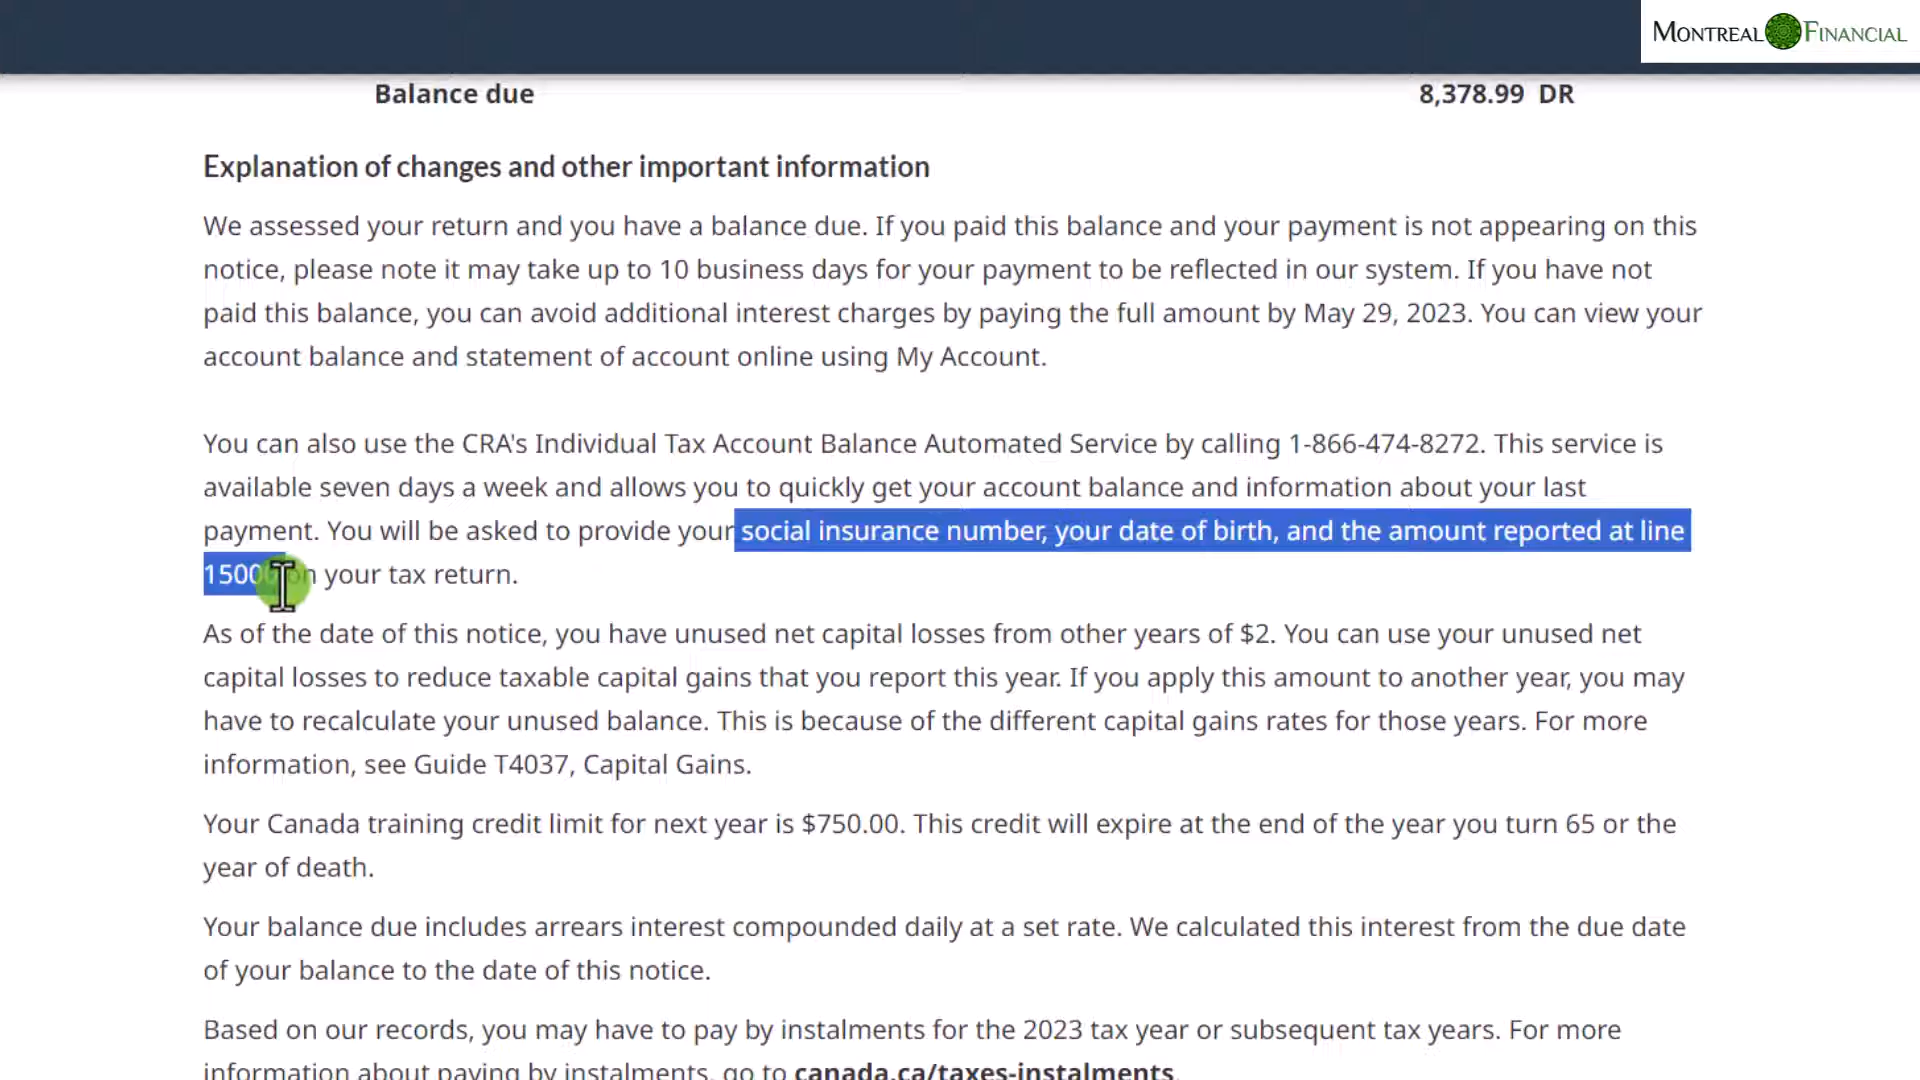 MONTREAL FINANCIAL
Balance due 8,378.99 DR
Explanation of changes and other important information
We assessed your return and you have a balance due. If you paid this balance and your payment is not appearing on this
notice, please note it may take up to 10 business days for your payment to be reflected in our system. If you have not
paid this balance, you can avoid additional interest charges by paying the full amount by May 29, 2023. You can view your
account balance and statement of account online using My Account.
You can also use the CRA's Individual Tax Account Balance Automated Service by calling 1-866-474-8272. This service is
available seven days a week and allows you to quickly get your account balance and information about your last
payment. You will be asked to provide your social insurance number, your date of birth, and the amount reported at line
15000 on your tax return.
As of the date of this notice, you have unused net capital losses from other years of $2. You can use your unused net
capital losses to reduce taxable capital gains that you report this year. If you apply this amount to another year, you may
have to recalculate your unused balance. This is because of the different capital gains rates for those years. For more
information, see Guide T4037, Capital Gains.
Your Canada training credit limit for next year is $750.00. This credit will expire at the end of the year you turn 65 or the
year of death.
Your balance due includes arrears interest compounded daily at a set rate. We calculated this interest from the due date
of your balance to the date of this notice.
Based on our records, you may have to pay by instalments for the 2023 tax year or subsequent tax years. For more
information about paying by instalments, go to canada.ca/taxes-instalments.